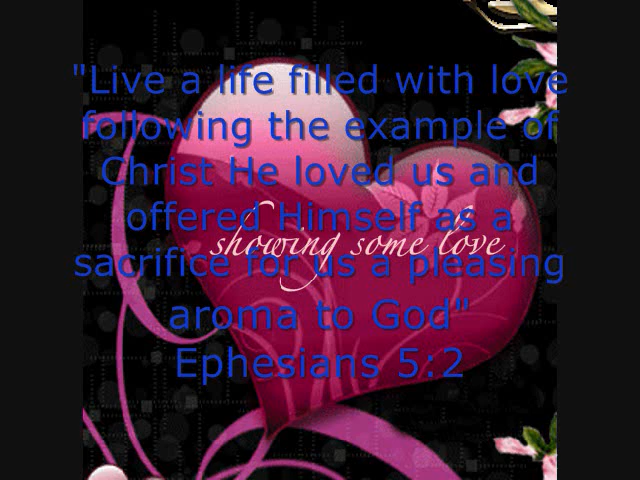 "Live a life filled with love
following the example of
Christ He loved us and
offered Himself as a
showing some love
sacrifice for us a pleasing
aroma to God"
Ephesians 5:2